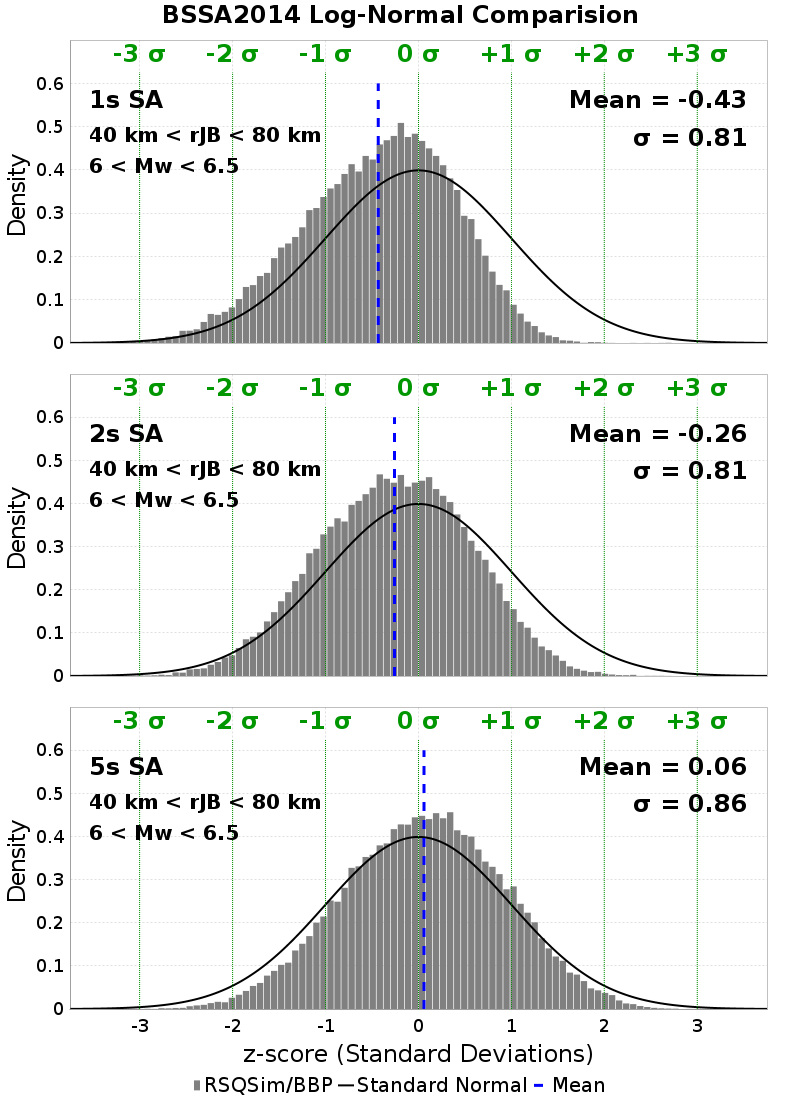 BSSA2014 Log-Normal Comparision
-3 σ -2 σ -1 σ 0 σ +1 σ +2 σ +3 σ
1s SA
Mean = -0.43
40 km < rJB < 80 km
σ = 0.81
6 < Mw < 6.5
Density
0.6
0.5
0.4
0.3
0.2
0.1
0
-3 σ -2 σ -1 σ 0 σ +1 σ +2 σ +3 σ
2s SA
Mean = -0.26
40 km < rJB < 80 km
σ = 0.81
6 < Mw < 6.5
Density
0.6
0.5
0.4
0.3
0.2
0.1
0
-3 σ -2 σ -1 σ 0 σ +1 σ +2 σ +3 σ
5s SA
Mean = 0.06
40 km < rJB < 80 km
σ = 0.86
6 < Mw < 6.5
Density
0.6
0.5
0.4
0.3
0.2
0.1
0
-3 -2 -1 0 1 2 3
z-score (Standard Deviations)
RSQSim/BBP Standard Normal Mean